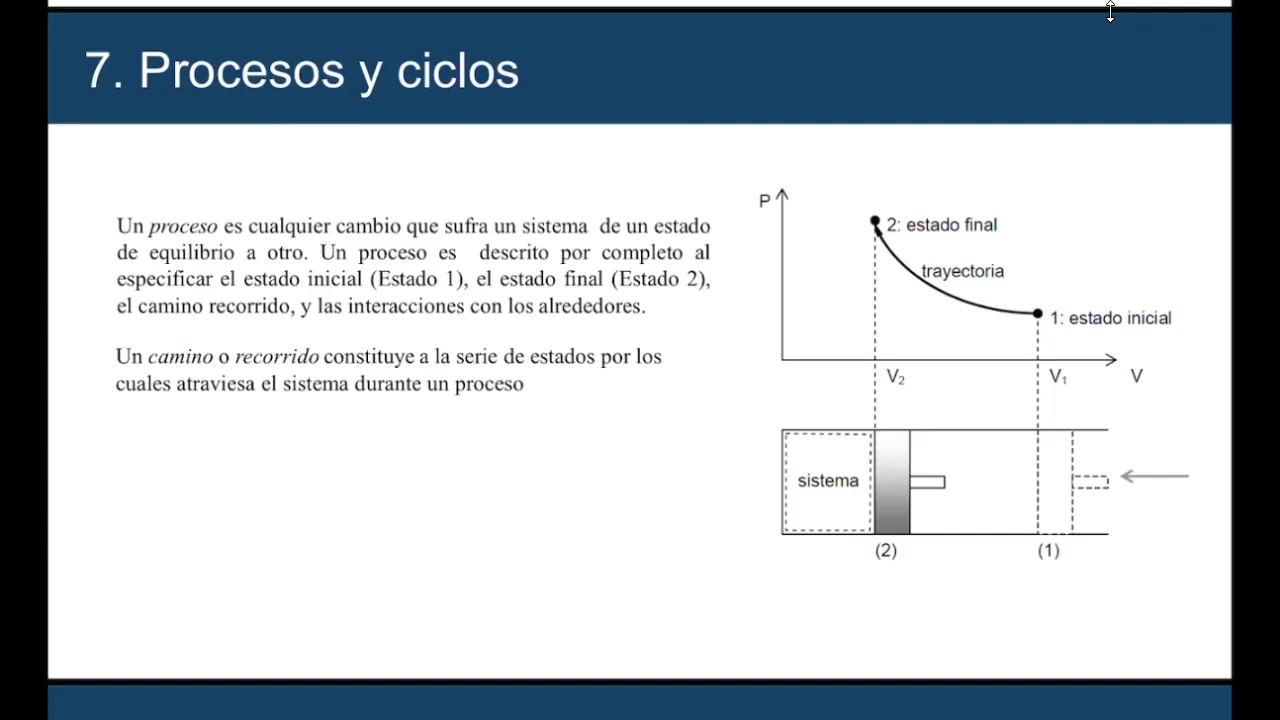 7. Procesos y ciclos
Un proceso es cualquier cambio que sufra un sistema de un estado
de equilibrio a otro. Un proceso es descrito por completo al
especificar el estado inicial (Estado 1), el estado final (Estado 2),
el camino recorrido, y las interacciones con los alrededores.
Un camino o recorrido constituye a la serie de estados por los
cuales atraviesa el sistema durante un proceso
P
2: estado final
trayectoria
1: estado inicial
V₂
V₁
V
sistema
(2)
(1)